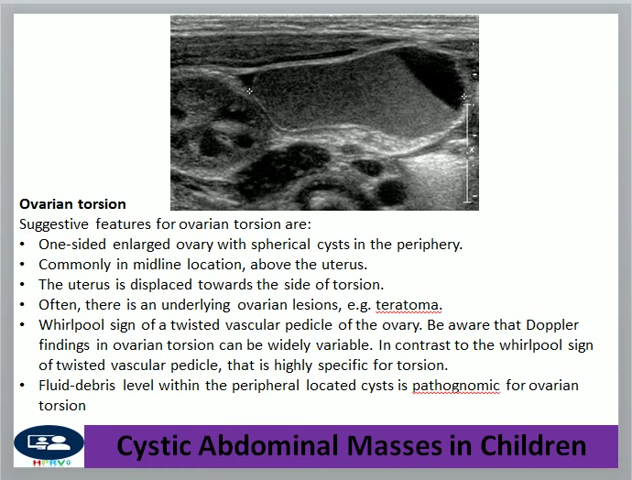 Ovarian torsion
Suggestive features for ovarian torsion are:
• One-sided enlarged ovary with spherical cysts in the periphery.
• Commonly in midline location, above the uterus.
• The uterus is displaced towards the side of torsion.
• Often, there is an underlying ovarian lesions, e.g. teratoma.
• Whirlpool sign of a twisted vascular pedicle of the ovary. Be aware that Doppler
findings in ovarian torsion can be widely variable. In contrast to the whirlpool sign
of twisted vascular pedicle, that is highly specific for torsion.
• Fluid-debris level within the peripheral located cysts is pathognomic for ovarian
torsion
HPRVo
Cystic Abdominal Masses in Children